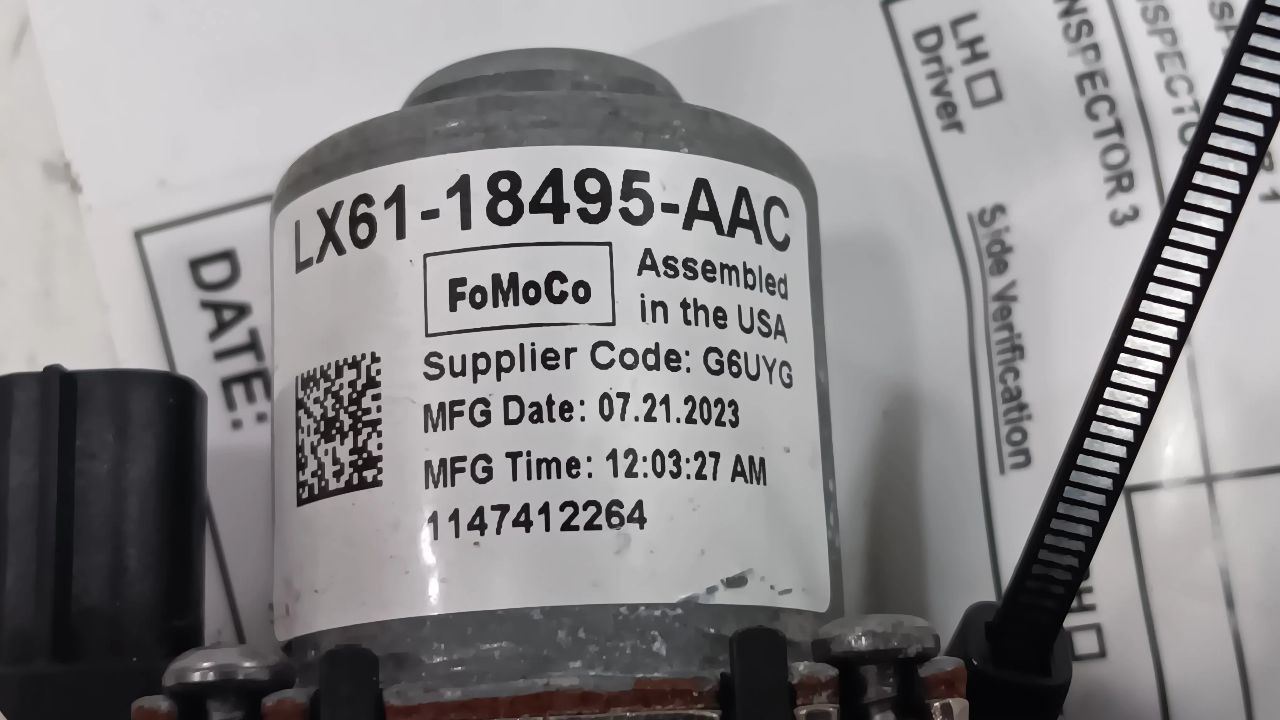 LX61-18495-AAC
FoMoCo
Assembled
in the USA
Supplier Code: G6UYG
MFG Date: 07.21.2023
MFG Time: 12:03:27 AM
1147412264
DATE:
LH
Driver
Side Verification
INSPECTOR 3